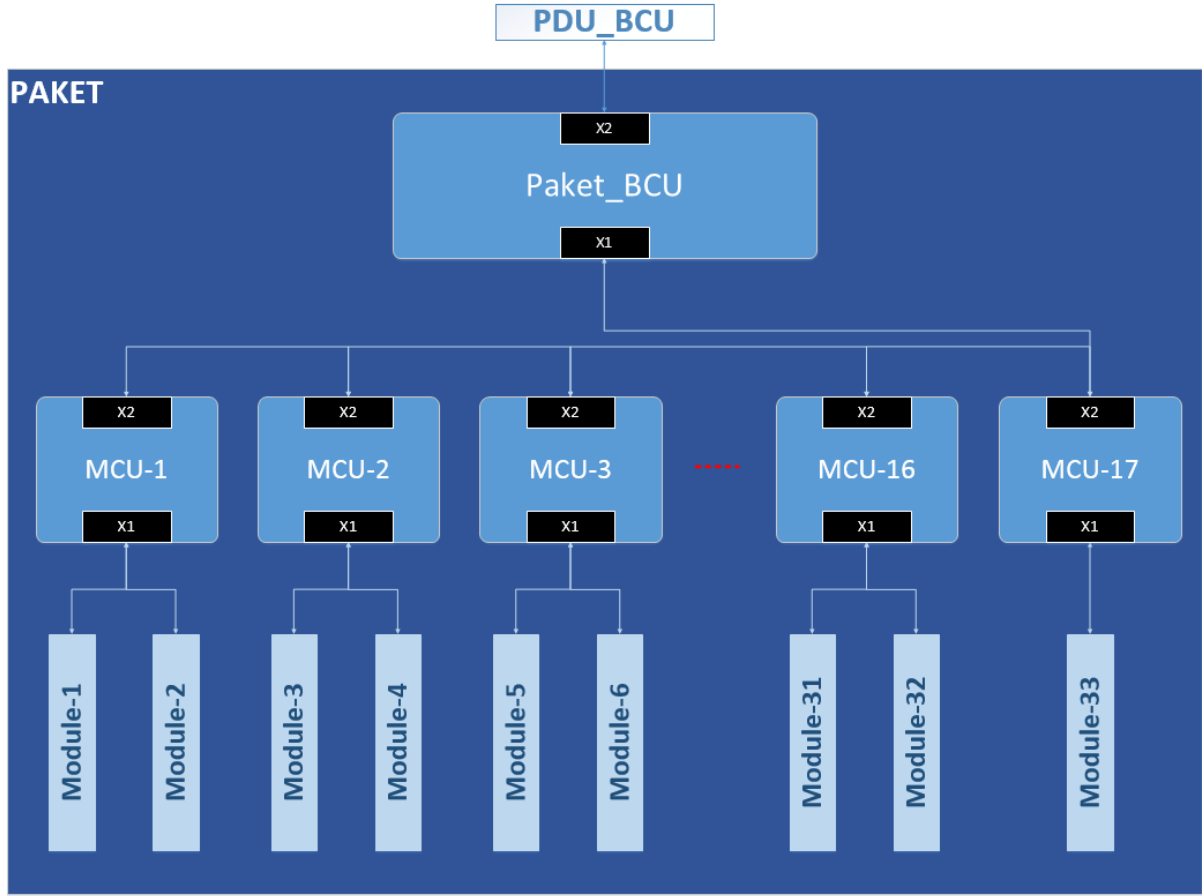 PDU_BCU
PAKET
X2
Paket_BCU
X1
X2
X2
X2
X2
X2
MCU-1
MCU-2
MCU-3
MCU-16
MCU-17
X1
X1
X1
X1
X1
Module-1
Module-2
Module-3
Module-4
Module-5
Module-6
Module-31
Module-32
Module-33